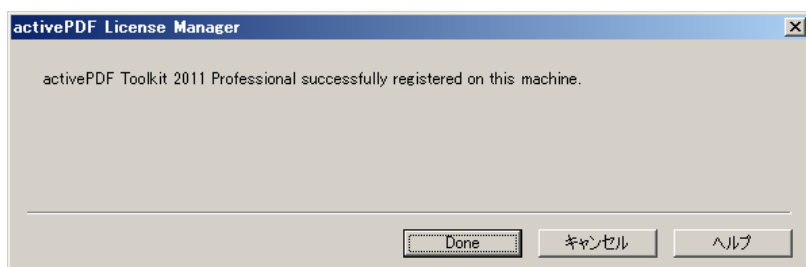 activePDF License Manager
activePDF Toolkit 2011 Professional successfully registered on this machine.
Done キャンセル ヘルプ